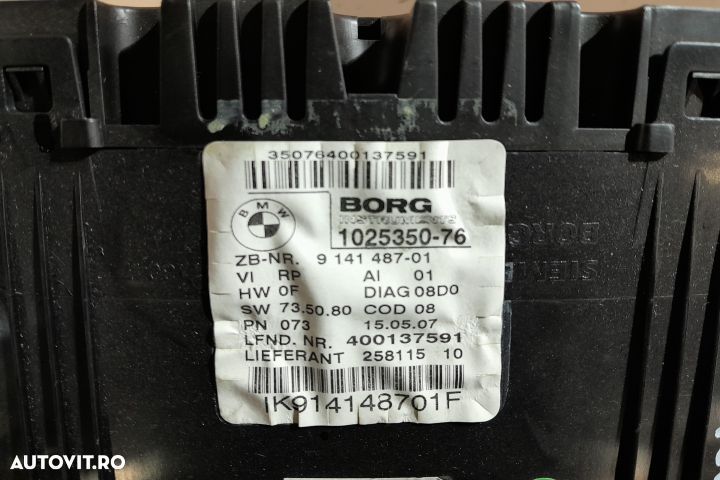 35076400137591
BMW
BORG
INSTRUMENTS
1025350-76
ZB-NR. 9 141 487-01
VI RP AI 01
HW 0F DIAG 08D0
SW 73.50.80 COD 08
PN 073 15.05.07
LFND. NR. 400137591
LIEFERANT 258115 10
IK914148701F
AUTOVIT.RO